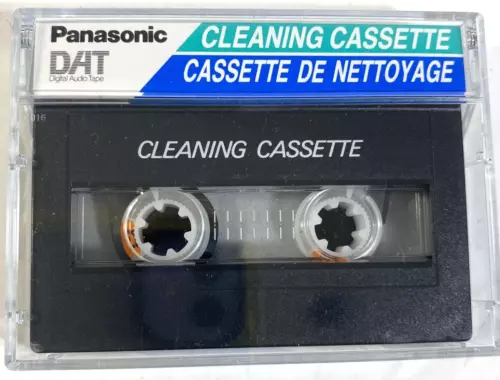 Panasonic
DAT
Digital Audio Tape
CLEANING CASSETTE
CASSETTE DE NETTOYAGE
CLEANING CASSETTE